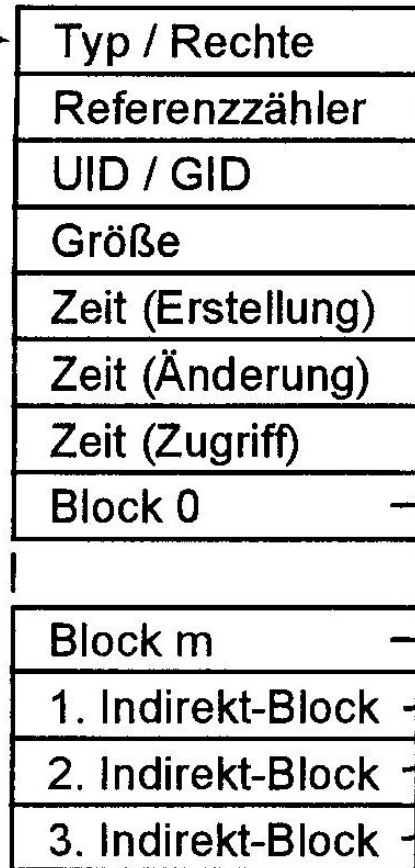 Typ / Rechte
Referenzzähler
UID / GID
Größe
Zeit (Erstellung)
Zeit (Änderung)
Zeit (Zugriff)
Block 0
Block m
1. Indirekt-Block
2. Indirekt-Block
3. Indirekt-Block